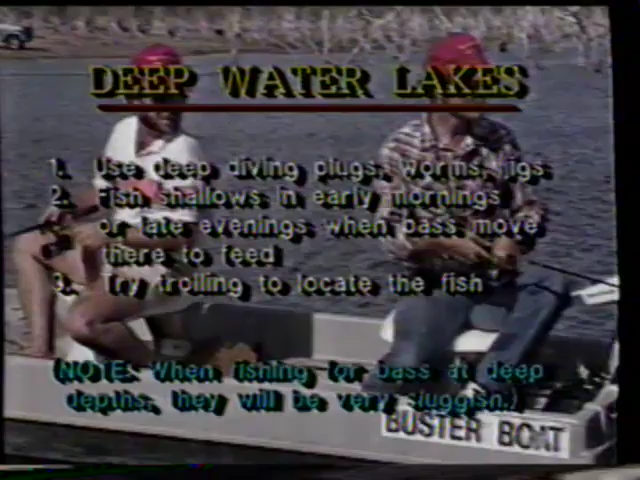 DEEP WATER LAKES
1. Use deep diving plugs, worms, jigs.
2. Fish shallows in early mornings
or late evenings when bass move
there to feed
3. Try trolling to locate the fish
(NOTE: When fishing for bass at deep
depths, they will be very sluggish.)
BUSTER BOAT